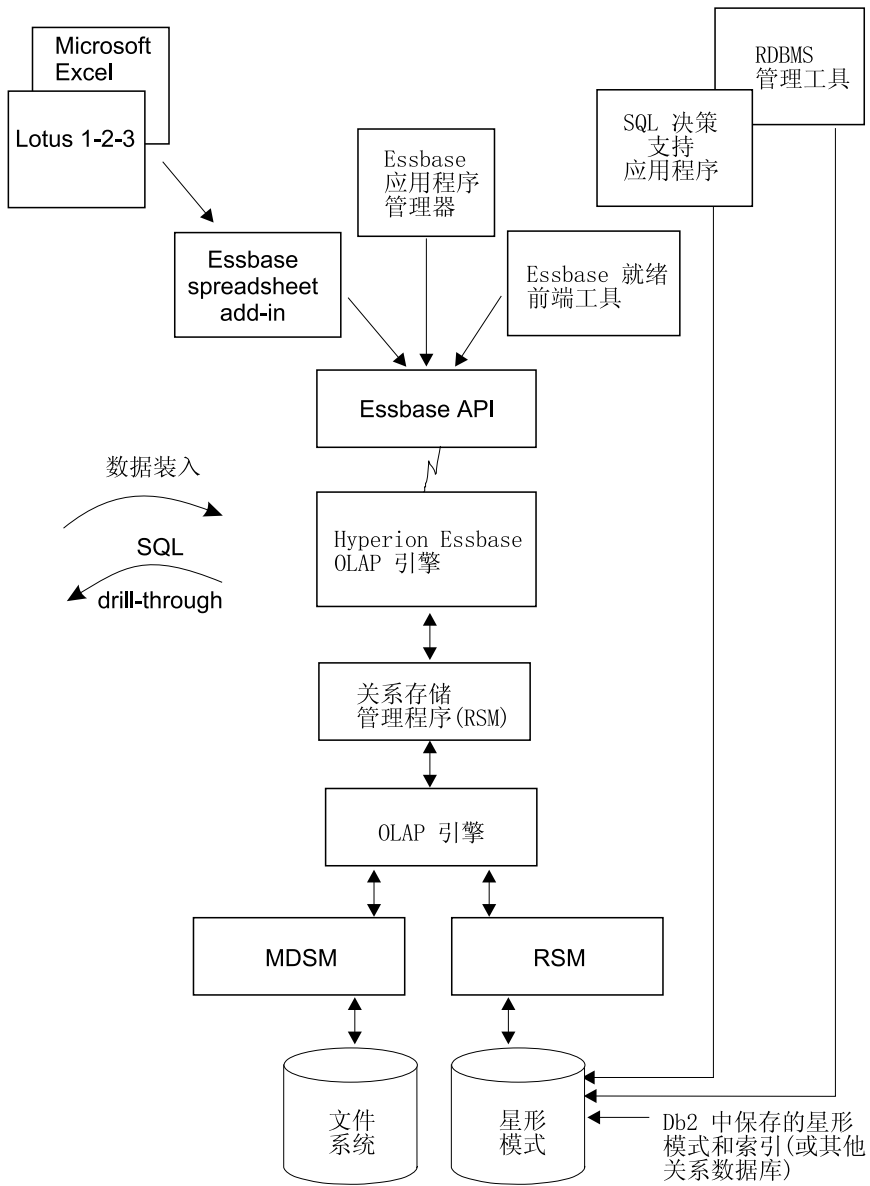 Microsoft
Excel
Lotus 1-2-3
RDBMS
管理工具
SQL 决策
支持
应用程序
Essbase
应用程序
管理器
Essbase
spreadsheet
add-in
Essbase 就绪
前端工具
Essbase API
数据装入
SQL
drill-through
Hyperion Essbase
OLAP 引擎
关系存储
管理程序(RSM)
OLAP 引擎
MDSM
RSM
文件
系统
星形
模式
Db2 中保存的星形
模式和索引(或其他
关系数据库)